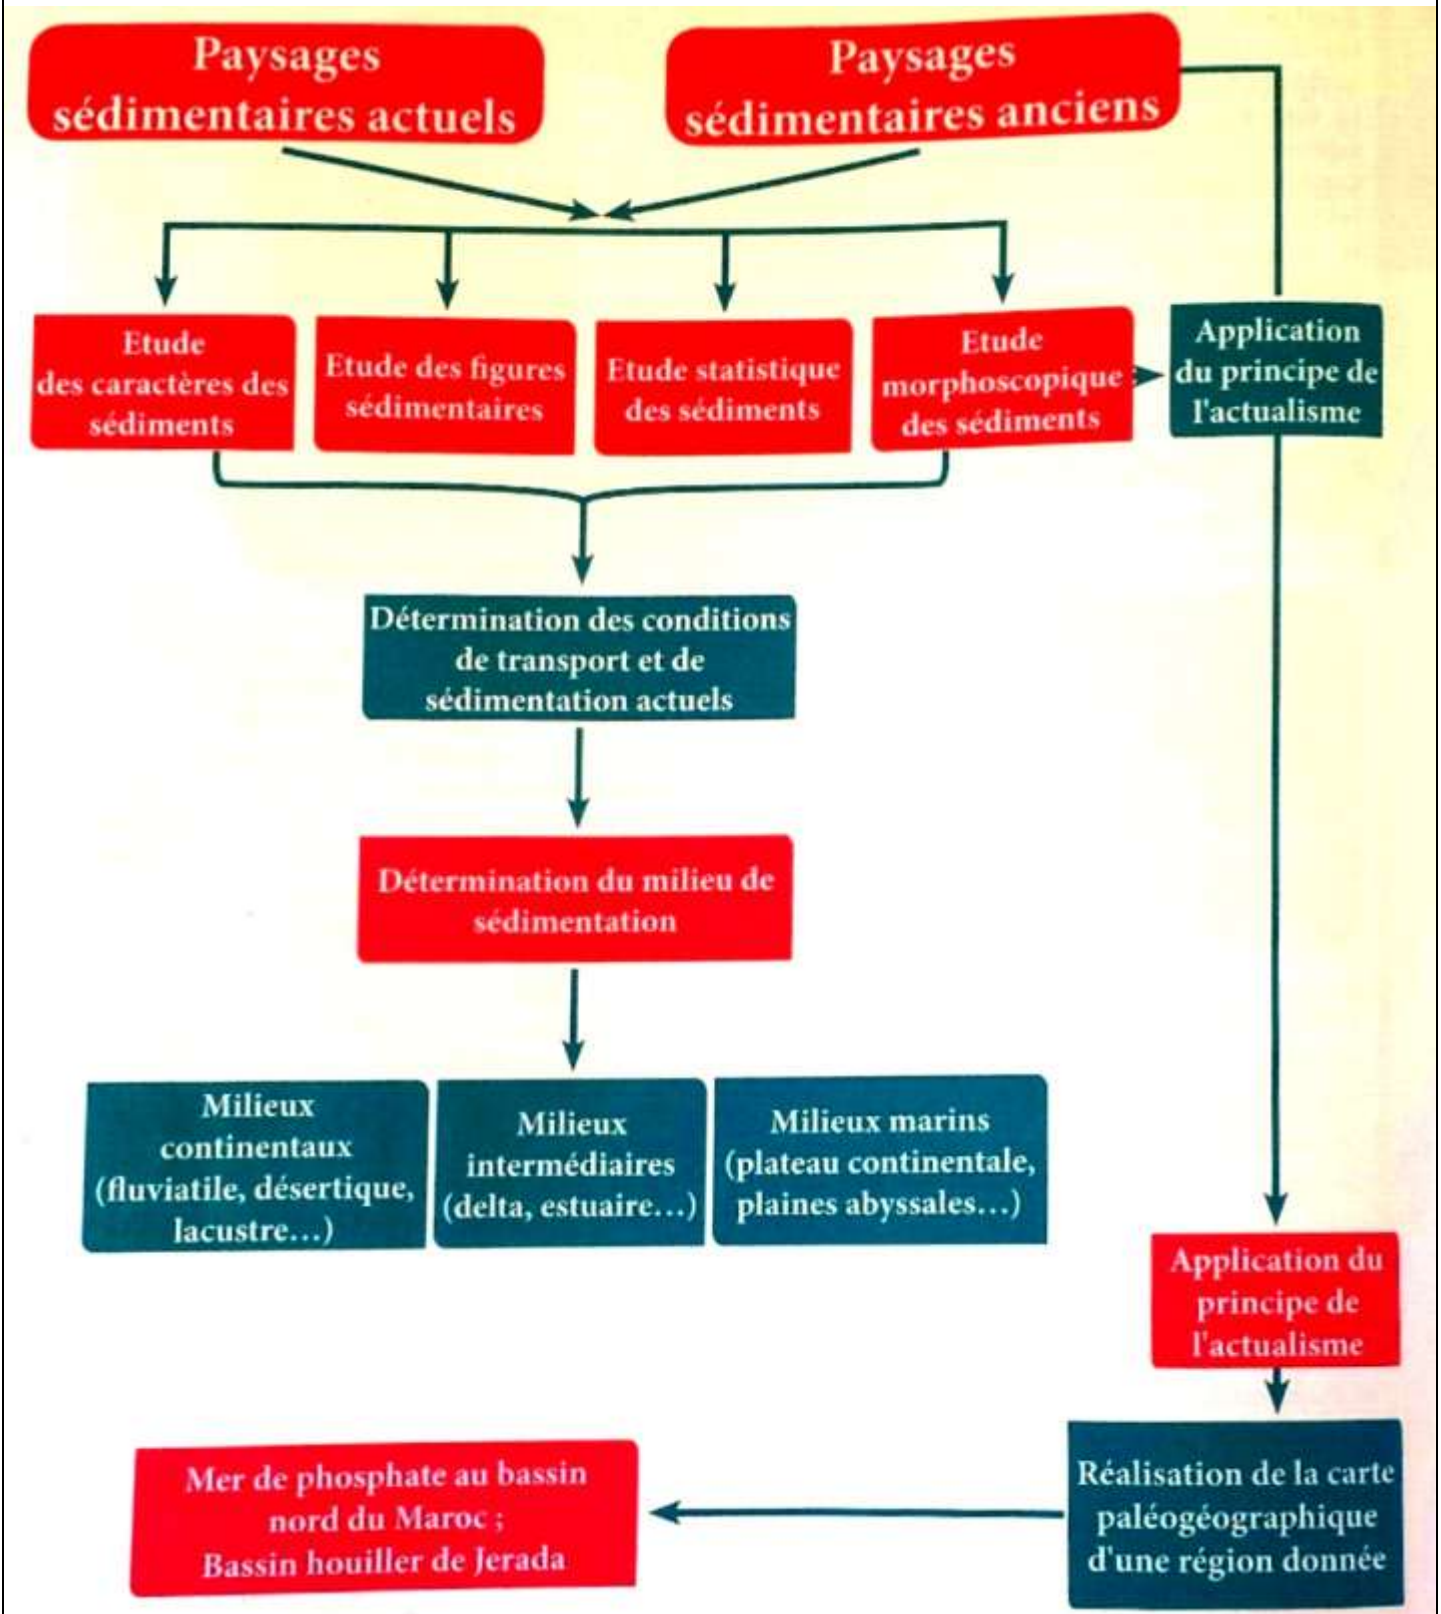 Paysages
sédimentaires actuels
Paysages
sédimentaires anciens
Etude
des caractères des
sédiments
Etude des figures
sédimentaires
Etude statistique
des sédiments
Etude
morphoscopique
des sédiments
Application
du principe de
l'actualisme
Détermination des conditions
de transport et de
sédimentation actuels
Détermination du milieu de
sédimentation
Milieux
continentaux
(fluviatile, désertique,
lacustre...)
Milieux
intermédiaires
(delta, estuaire...)
Milieux marins
(plateau continentale,
plaines abyssales...)
Application du
principe de
l'actualisme
Réalisation de la carte
paléogéographique
d'une région donnée
Mer de phosphate au bassin
nord du Maroc ;
Bassin houiller de Jerada